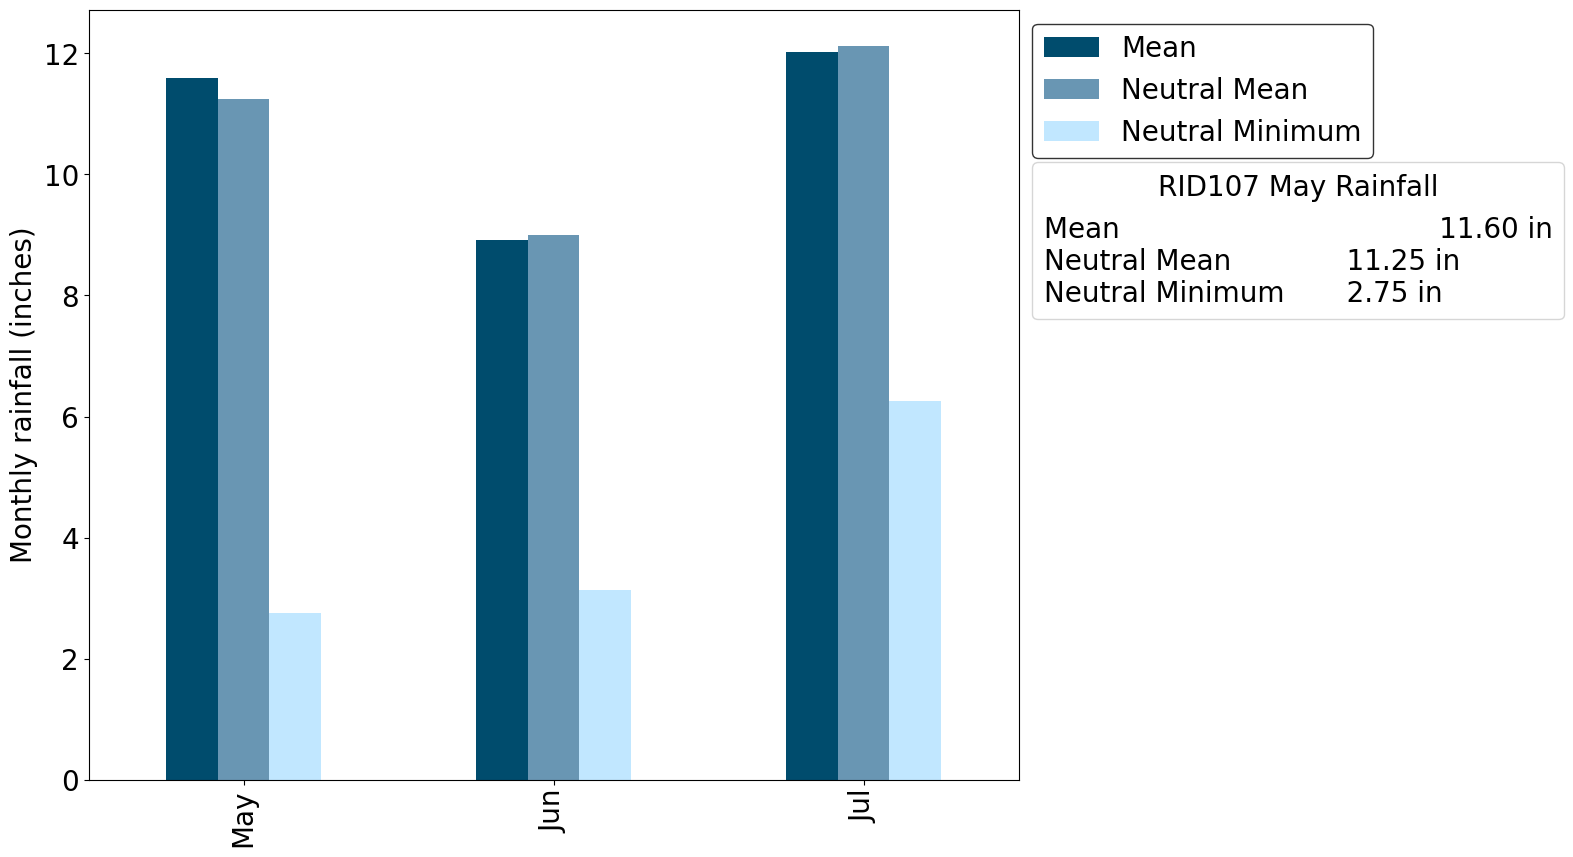 Monthly rainfall (inches)
12
10
8
6
4
2
0
May
Jun
Jul
Mean
Neutral Mean
Neutral Minimum
RID107 May Rainfall
Mean 11.60 in
Neutral Mean 11.25 in
Neutral Minimum 2.75 in